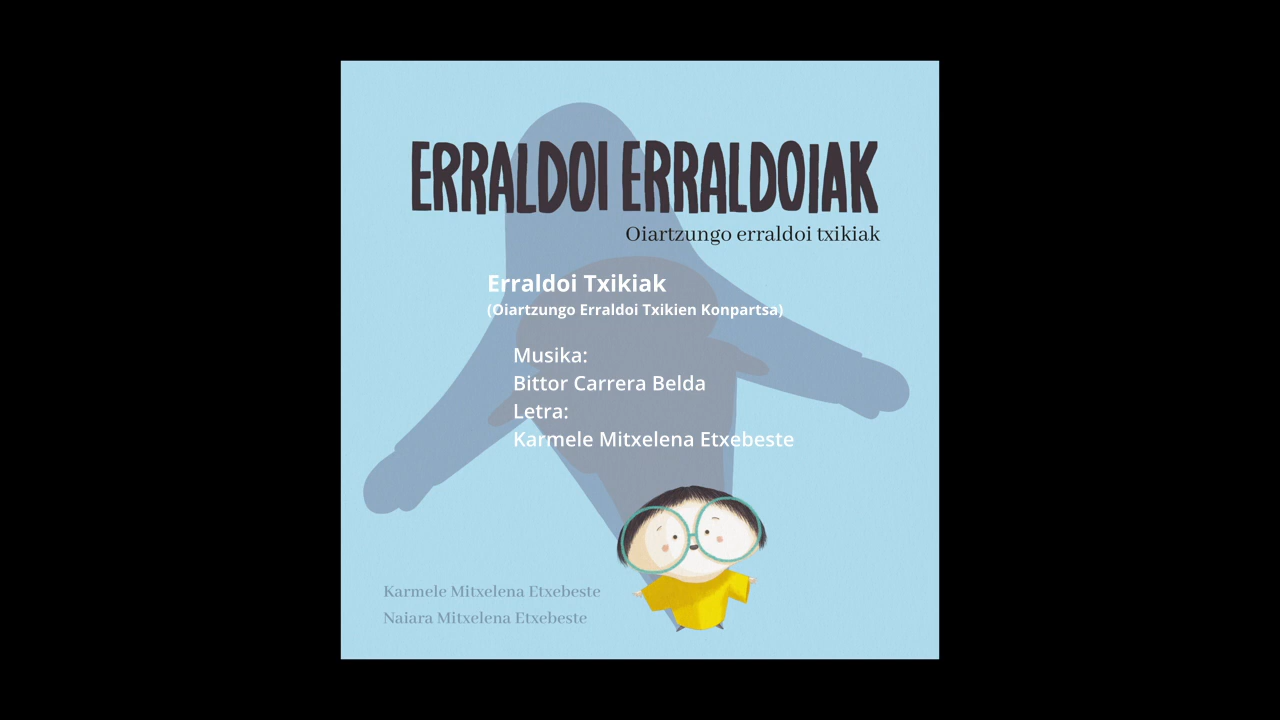 ERRALDOI ERRALDOIAK
Oiartzungo erraldoi txikiak
Erraldoi Txikiak
(Oiartzungo Erraldoi Txikien Konpartsa)
Musika:
Bittor Carrera Belda
Letra:
Karmele Mitxelena Etxebeste
Karmele Mitxelena Etxebeste
Naiara Mitxelena Etxebeste